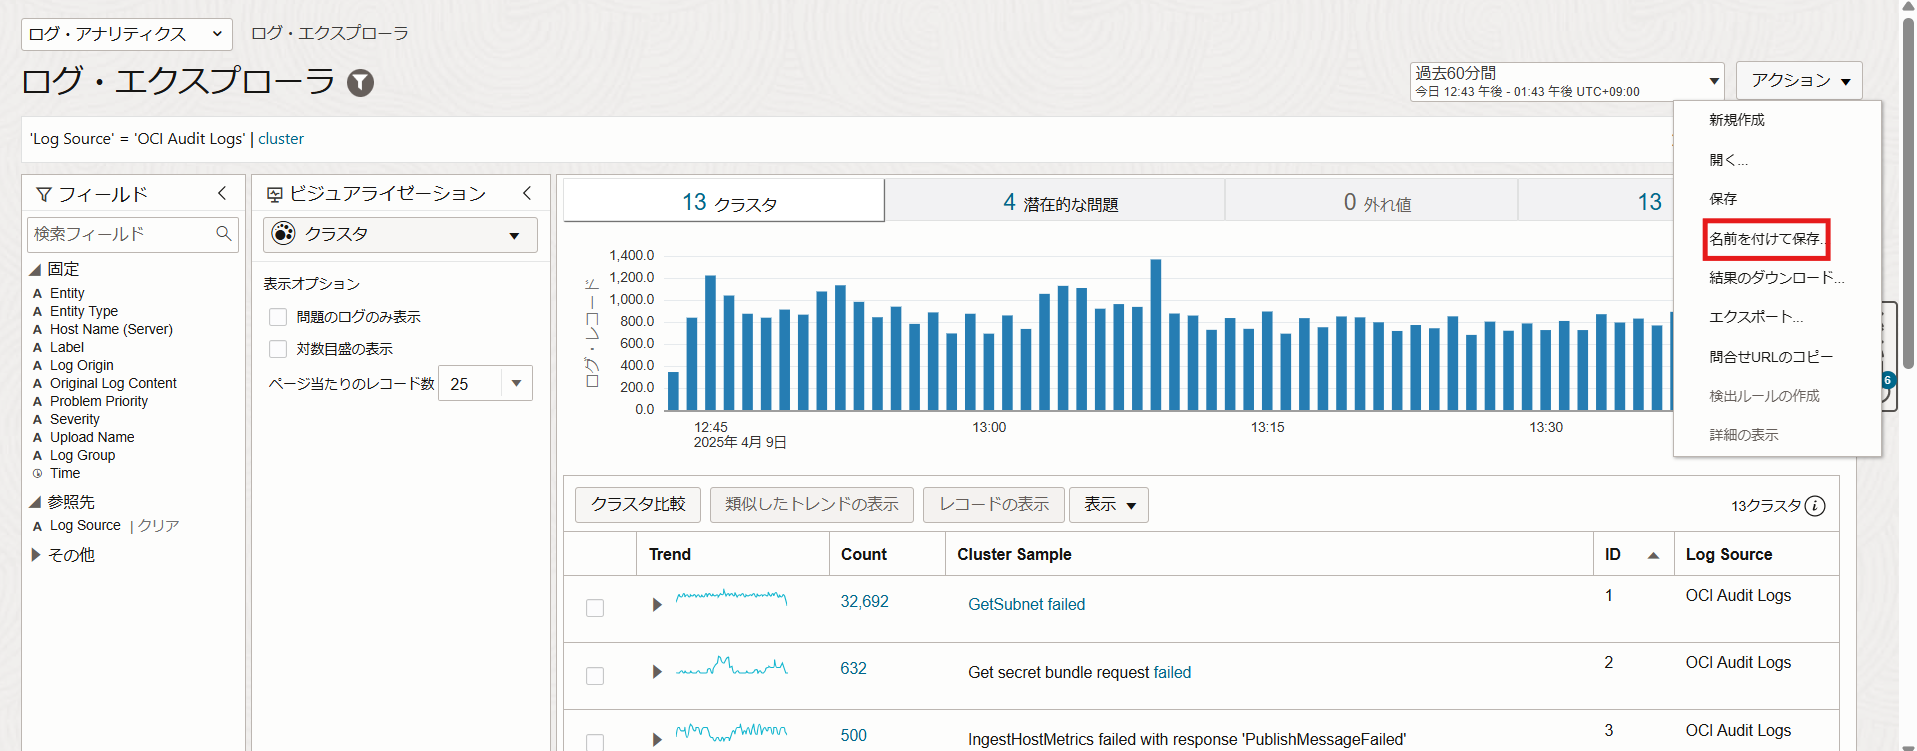 ログ・アナリティクス
ログ・エクスプローラ
ログ・エクスプローラ
過去60分間
今日 12:43 午後 - 01:43 午後 UTC+09:00
アクション
'Log Source' = 'OCI Audit Logs' | cluster
新規作成
開く...
保存
名前を付けて保存...
結果のダウンロード...
エクスポート...
問合せURLのコピー
検出ルールの作成
詳細の表示
フィールド
検索フィールド
固定
A Entity
A Entity Type
A Host Name (Server)
A Label
A Log Origin
A Original Log Content
A Problem Priority
A Severity
A Upload Name
A Log Group
Time
参照先
A Log Source | クリア
その他
ビジュアライゼーション
クラスタ
表示オプション
問題のログのみ表示
対数目盛の表示
ページ当たりのレコード数 25
13 クラスタ
4 潜在的な問題
0 外れ値
13
ログ・レコード
1,400.0
1,200.0
1,000.0
800.0
600.0
400.0
200.0
0.0
12:45
2025年 4月 9日
13:00
13:15
13:30
6
クラスタ比較
類似したトレンドの表示
レコードの表示
表示
13クラスタ
Trend Count Cluster Sample ID Log Source
32,692 GetSubnet failed 1 OCI Audit Logs
632 Get secret bundle request failed 2 OCI Audit Logs
500 IngestHostMetrics failed with response 'PublishMessageFailed' 3 OCI Audit Logs